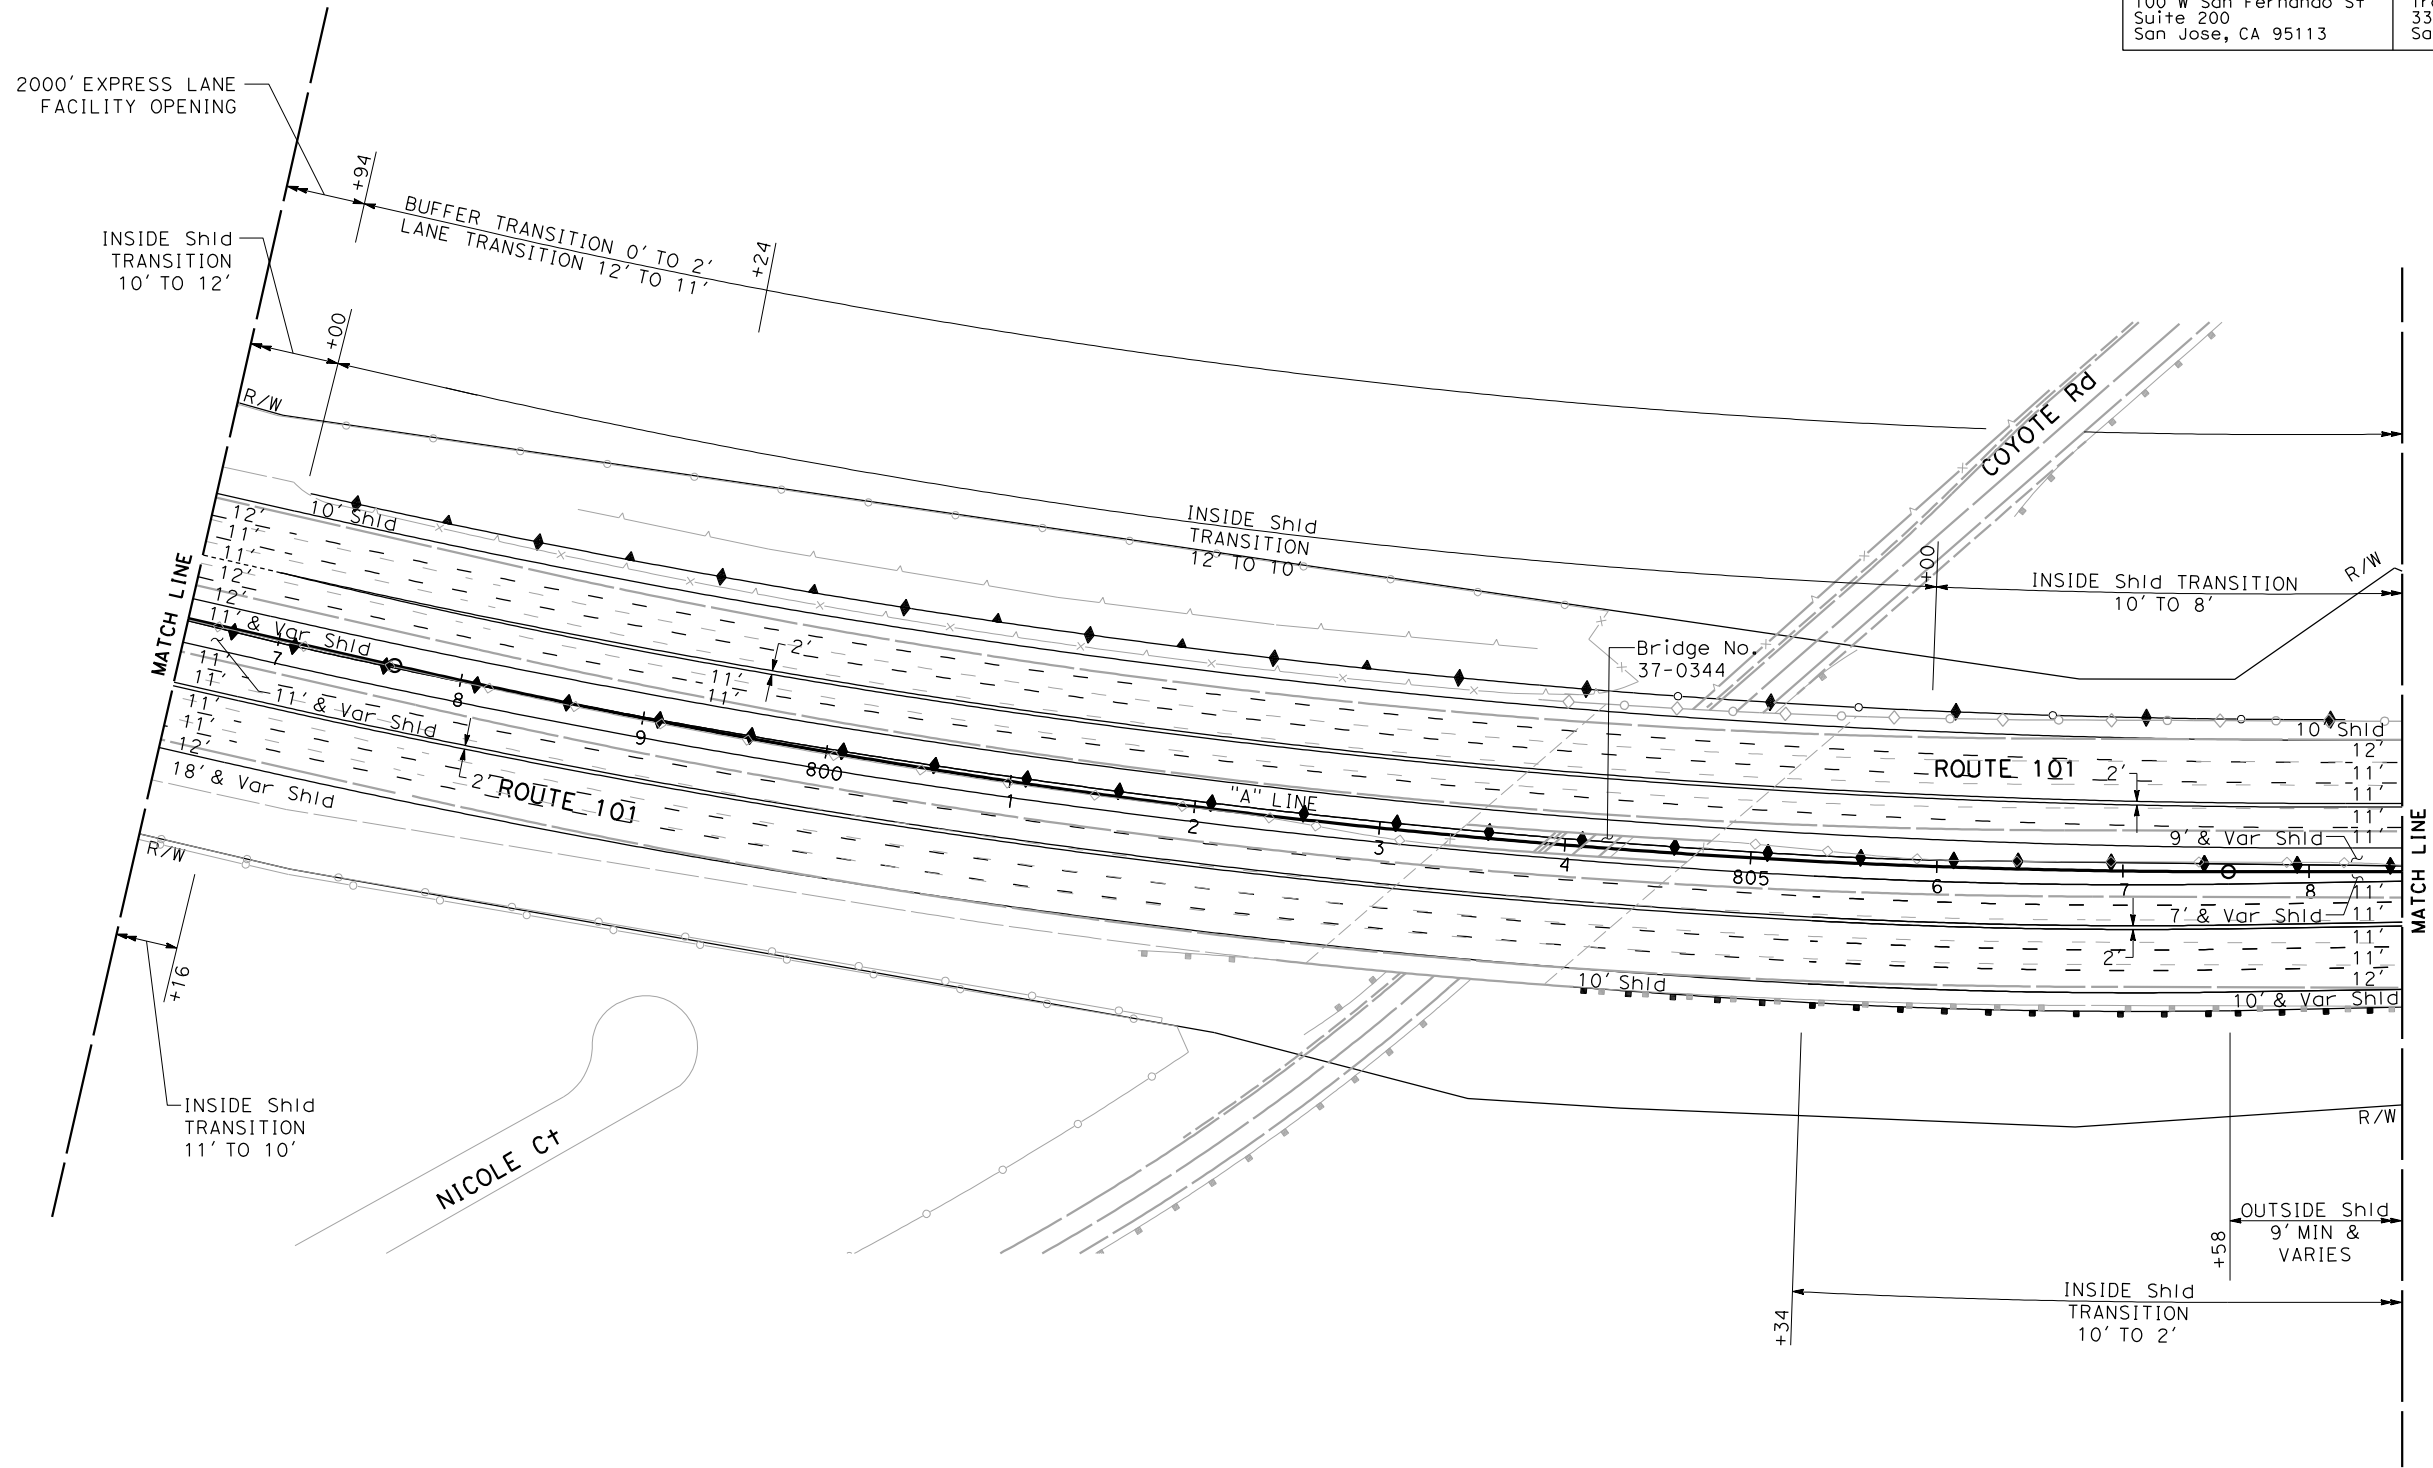 100 W San Fernando St
Suite 200
San Jose, CA 95113
33
Sa
2000' EXPRESS LANE
FACILITY OPENING
+94
BUFFER TRANSITION 0' TO 2'
LANE TRANSITION 12' TO 11'
+24
INSIDE Shld
TRANSITION
10' TO 12'
+00
R/W
COYOTE Rd
INSIDE Shld
TRANSITION
12' TO 10'
+00
INSIDE Shld TRANSITION
10' TO 8'
R/W
10' Shld
12'
11'
11'
12'
12'
11' & Var Shld
MATCH LINE
2'
11'
11'
Bridge No.
37-0344
7
8
9
800
1
2
3
4
805
6
7
8
"A" LINE
11'
11'
11' & Var Shld
11'
11'
12'
2'
ROUTE 101
18' & Var Shld
R/W
ROUTE 101
2'
10' Shld
12'
11'
11'
11'
11'
9' & Var Shld
7' & Var Shld
11'
11'
11'
11'
12'
2'
MATCH LINE
10' Shld
10' & Var Shld
+16
INSIDE Shld
TRANSITION
11' TO 10'
NICOLE Ct
R/W
OUTSIDE Shld
9' MIN &
VARIES
+58
INSIDE Shld
TRANSITION
10' TO 2'
+34